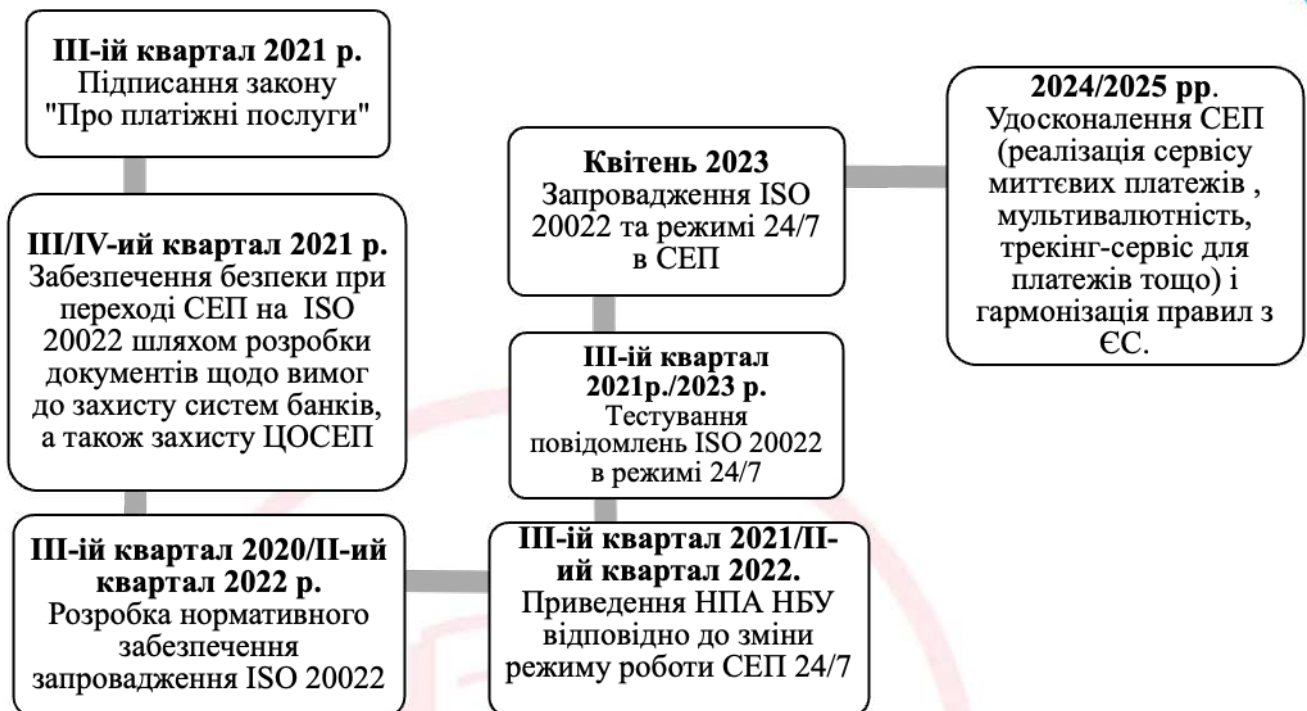 ІІІ-ій квартал 2021 р.
Підписання закону
"Про платіжні послуги"
ІІІ/ІV-ий квартал 2021 р.
Забезпечення безпеки при
переході СЕП на ISO
20022 шляхом розробки
документів щодо вимог
до захисту систем банків,
а також захисту ЦОСЕП
ІІІ-ій квартал 2020/ІІ-ий
квартал 2022 р.
Розробка нормативного
забезпечення
запровадження ISO 20022
ІІІ-ій квартал 2021/ІІ-
ий квартал 2022.
Приведення НПА НБУ
відповідно до зміни
режиму роботи СЕП 24/7
ІІІ-ій квартал
2021р./2023 р.
Тестування
повідомлень ISO 20022
в режимі 24/7
Квітень 2023
Запровадження ISO
20022 та режимі 24/7
в СЕП
2024/2025 рр.
Удосконалення СЕП
(реалізація сервісу
миттєвих платежів ,
мультивалютність,
трекінг-сервіс для
платежів тощо) і
гармонізація правил з
ЄС.